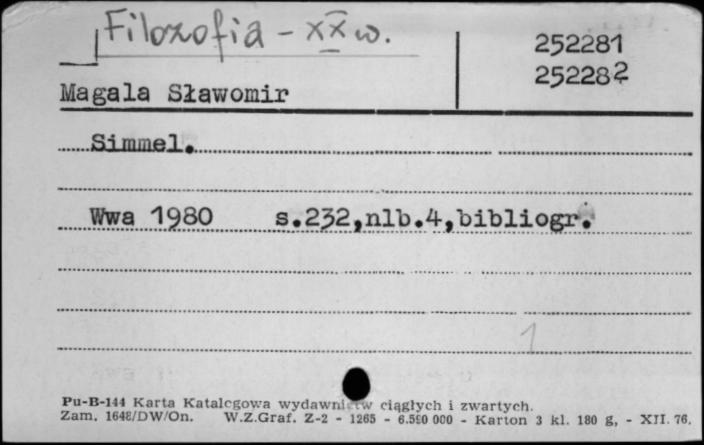 Filozofia - XX w.
252281
252282
Magala Sławomir
Simmel.
Wwa 1980 s.232,nlb.4,bibliogr.
1
Pu-B-144 Karta Katalogowa wydawnictw ciągłych i zwartych.
Zam. 1648/DW/On. W.Z.Graf. Z-2 - 1265 - 6.590 000 - Karton 3 kl. 180 g, - XII. 76.